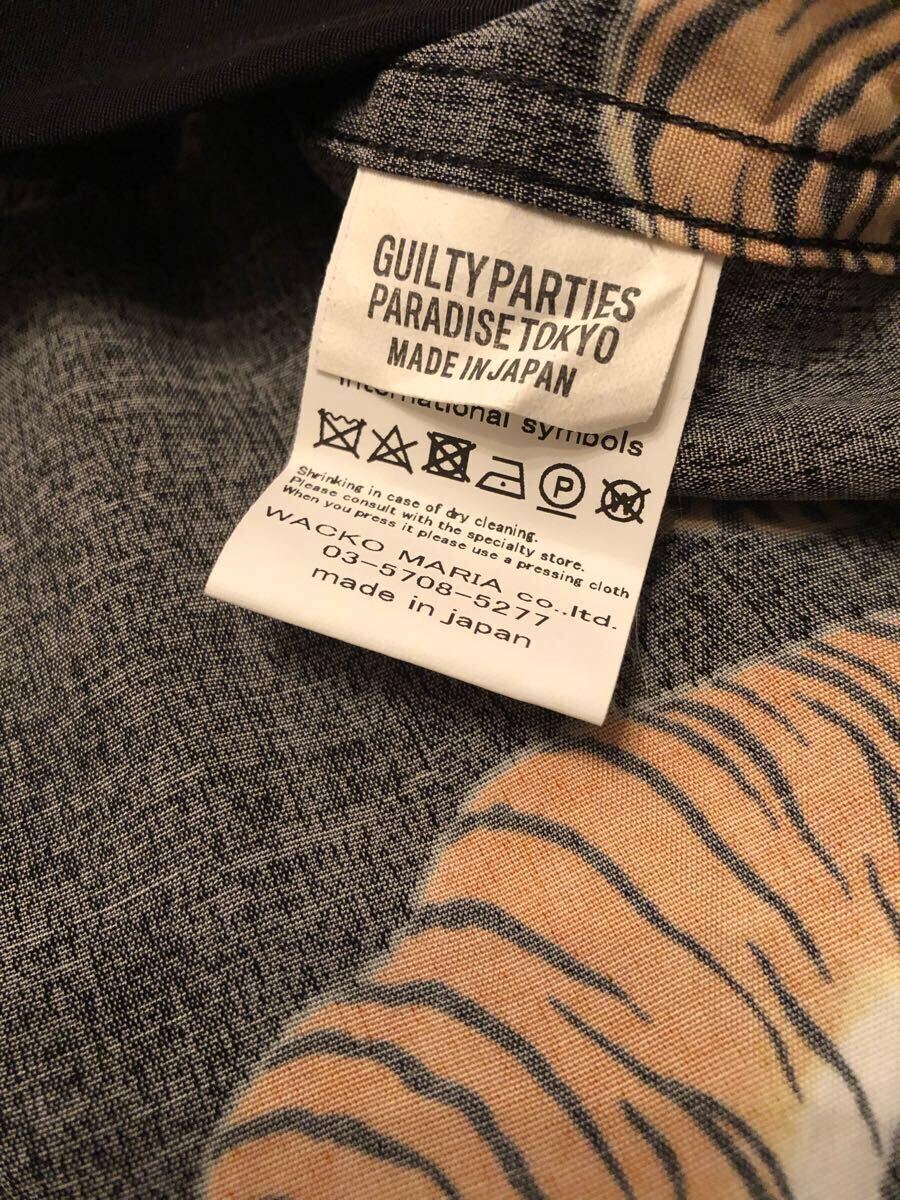 GUILTY PARTIES
PARADISE TOKYO
MADE IN JAPAN
international symbols
P
W
Shrinking in case of dry cleaning.
Please consult with the specialty store.
When you press it please use a pressing cloth
WACKO MARIA co.,ltd.
03-5708-5277
made in japan